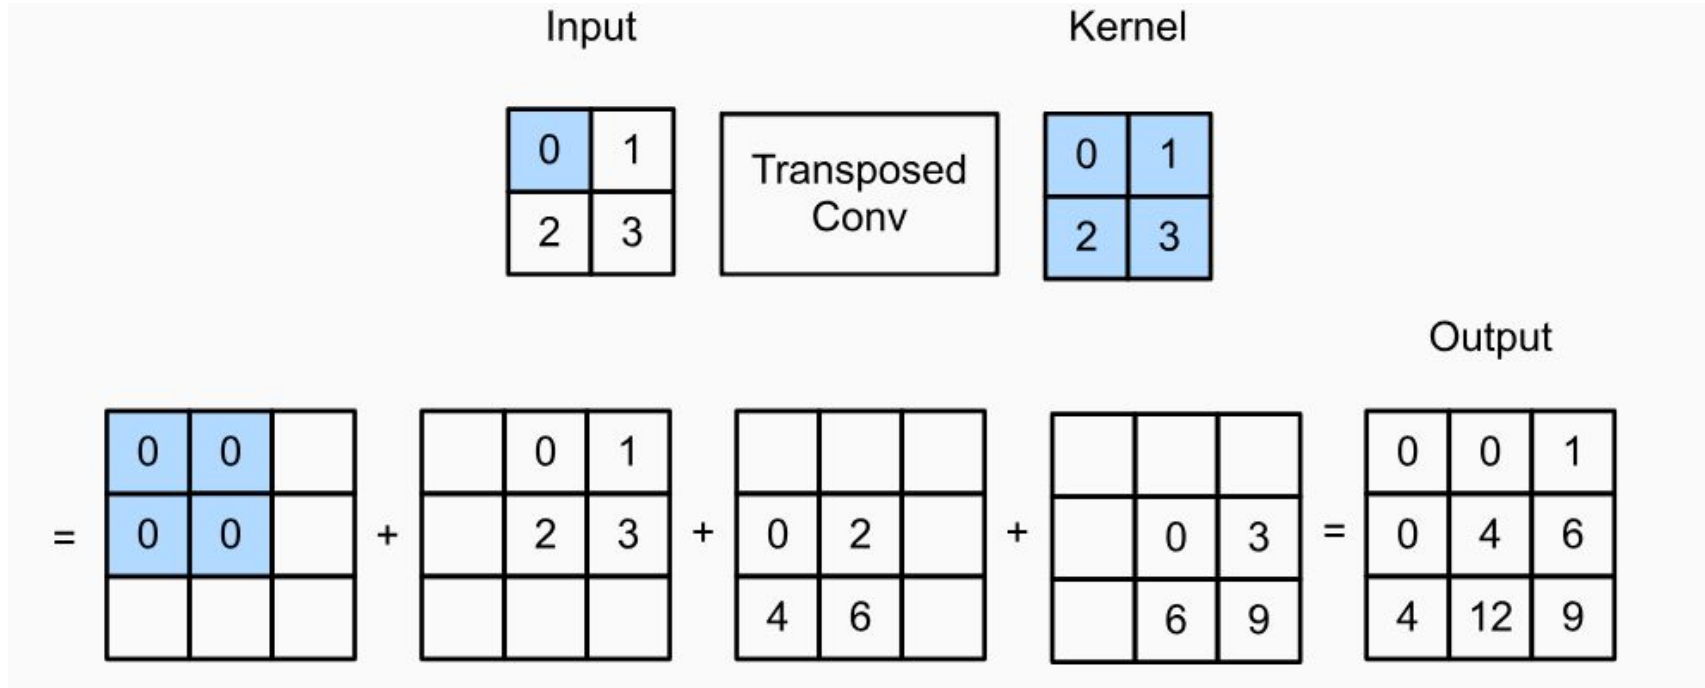 Input Kernel
0 1 Transposed 0 1
2 3 Conv 2 3
Output
0 0 0 1 0 0 1
= 0 0 + 2 3 + 0 2 + 0 3 = 0 4 6
4 6 6 9 4 12 9